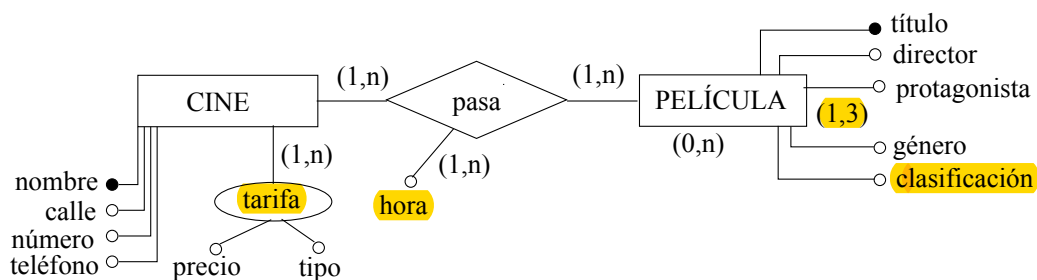 título
director
(1,n)
(1,n)
CINE
pasa
PELÍCULA
protagonista
(1,3)
(1,n)
(1,n)
(0,n)
género
nombre
tarifa
hora
clasificación
calle
número
teléfono
precio
tipo